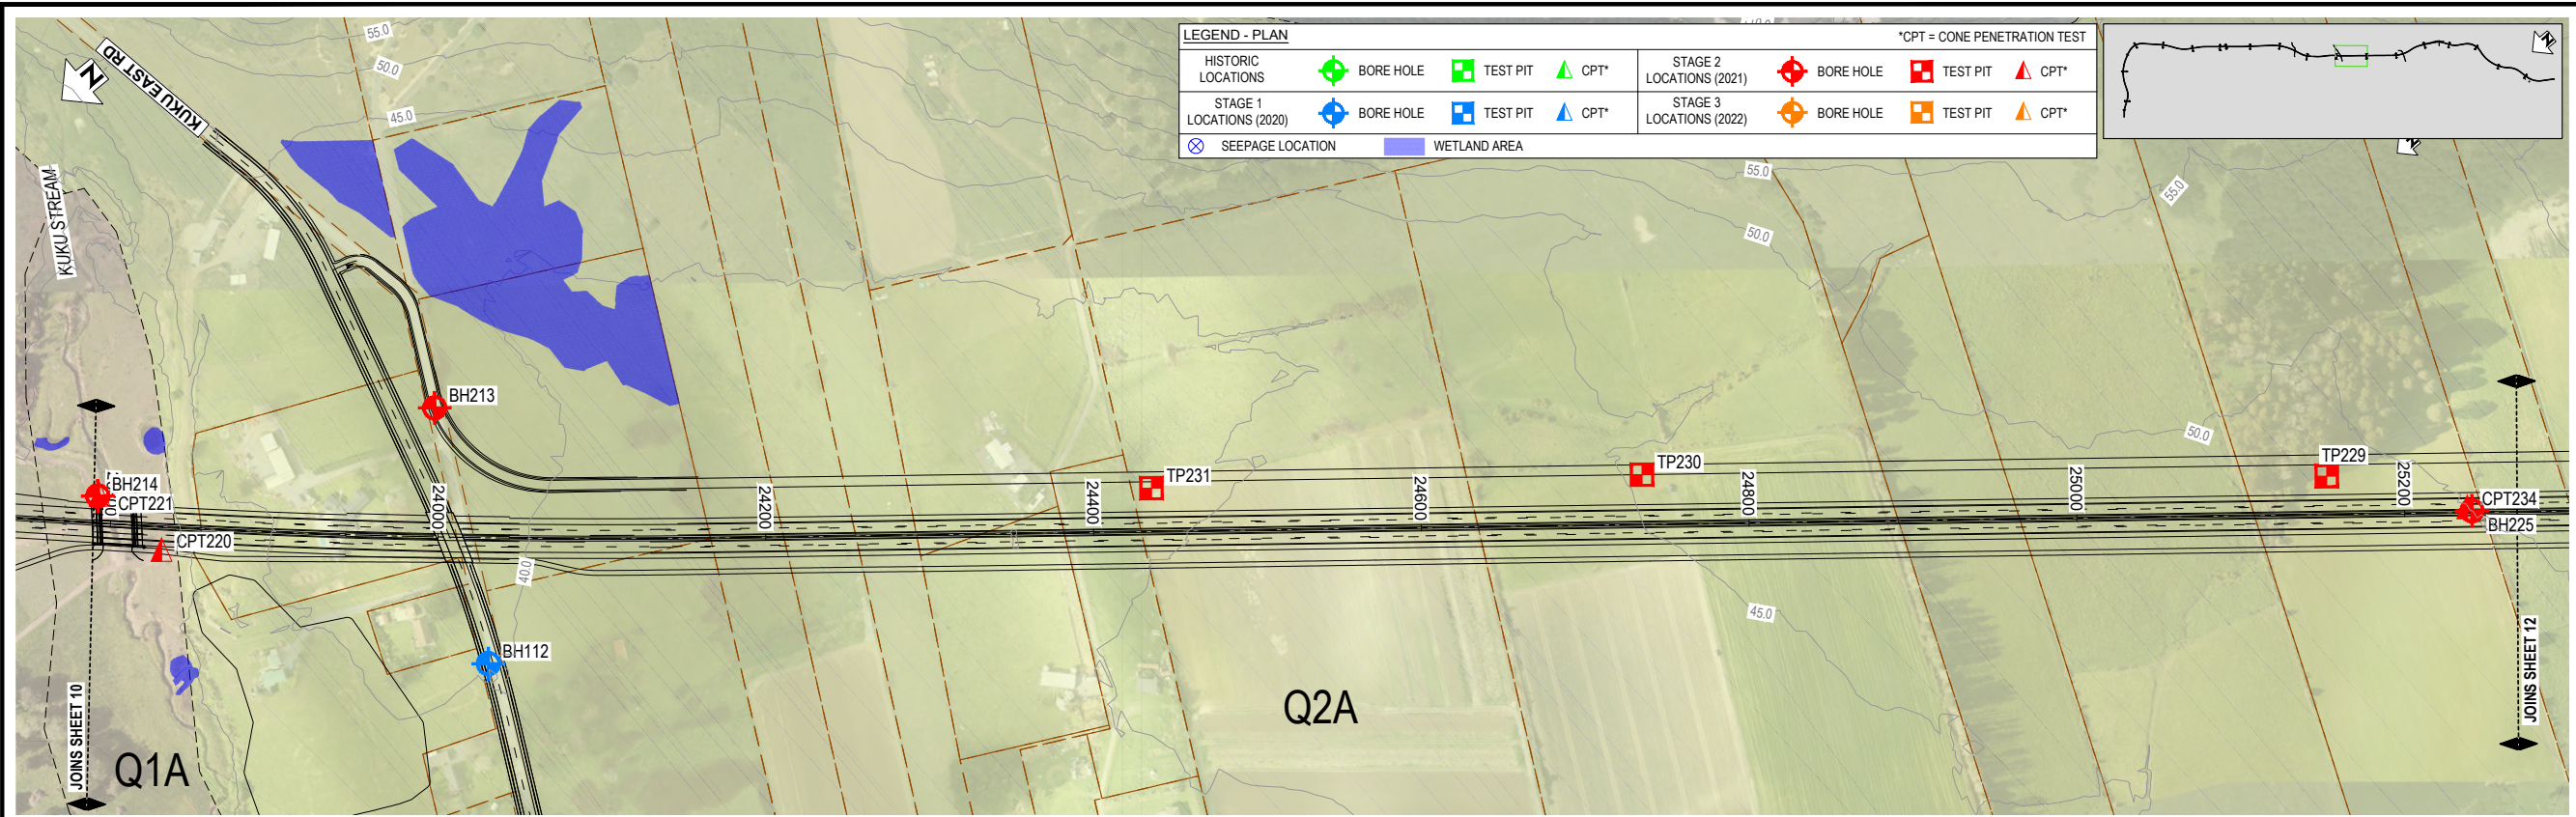 LEGEND - PLAN
*CPT = CONE PENETRATION TEST
HISTORIC LOCATIONS
BORE HOLE
TEST PIT
CPT*
STAGE 2 LOCATIONS (2021)
BORE HOLE
TEST PIT
CPT*
STAGE 1 LOCATIONS (2020)
BORE HOLE
TEST PIT
CPT*
STAGE 3 LOCATIONS (2022)
BORE HOLE
TEST PIT
CPT*
SEEPAGE LOCATION
WETLAND AREA
N
N
N
KUKU EAST RD
KUKU STREAM
55.0
50.0
45.0
55.0
50.0
55.0
BH213
BH214
CPT221
CPT220
24000
24200
24400
TP231
24600
TP230
24800
25000
50.0
TP229
25200
CPT234
BH225
40.0
45.0
BH112
JOINS SHEET 10
JOINS SHEET 12
Q1A
Q2A